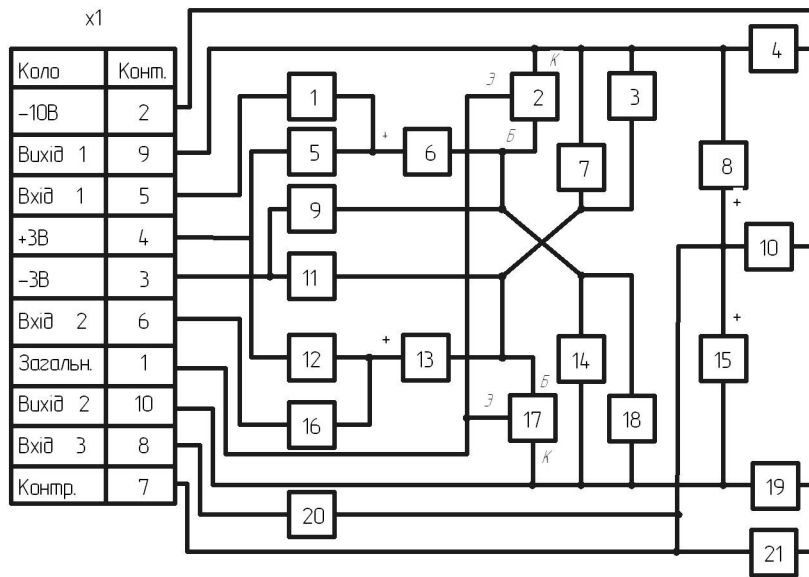 x1
Коло Конт.
–10В 2
Вихід 1 9
Вхід 1 5
+3В 4
–3В 3
Вхід 2 6
Загальн. 1
Вихід 2 10
Вхід 3 8
Контр. 7
К
4
Э 2 3
1
+ Б
5 6
7 8
9
+
10
11
12 + 13 14 + 15
Б
Э
16 17 18
К
19
20
21